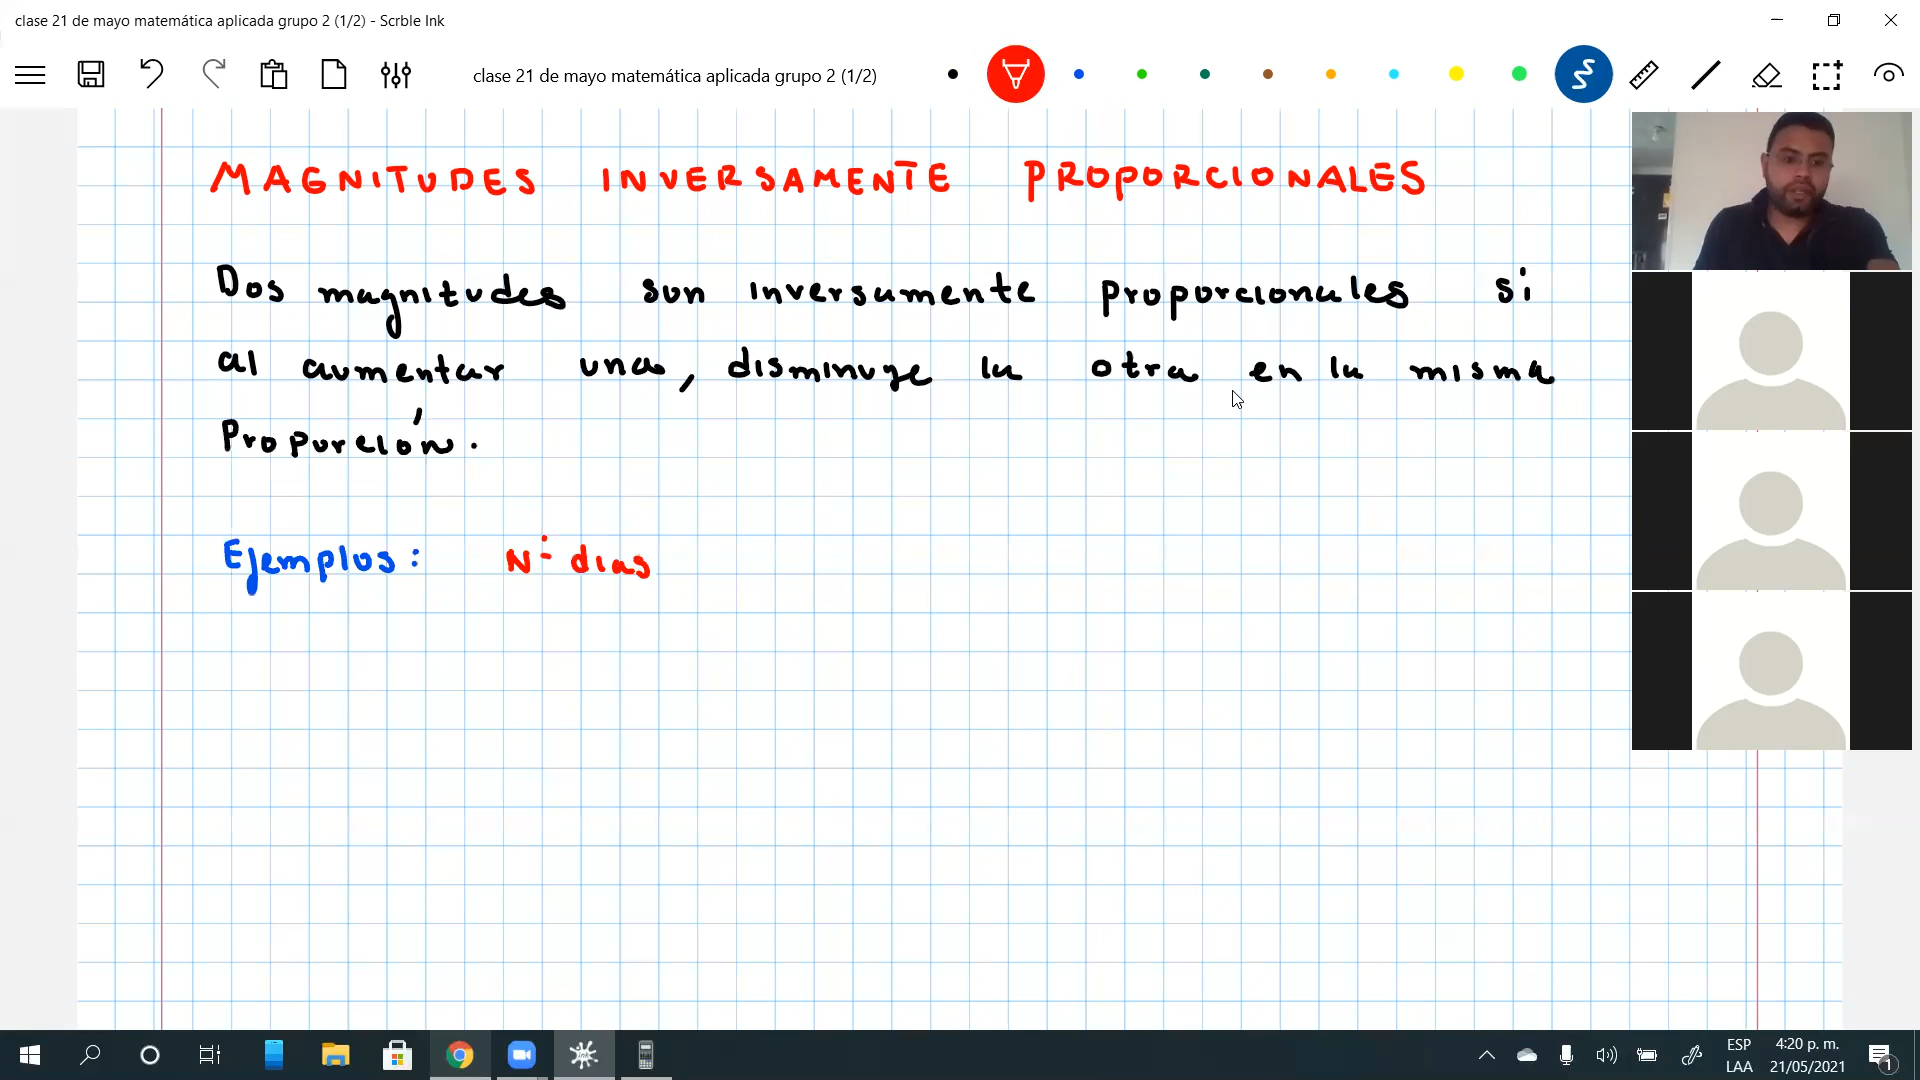 clase 21 de mayo matemática aplicada grupo 2 (1/2) - Scrble Ink
clase 21 de mayo matemática aplicada grupo 2 (1/2)
MAGNITUDES INVERSAMENTE PROPORCIONALES
Dos magnitudes son inversamente proporcionales si
al aumentar una, disminuye la otra en la misma
Proporción.
Ejemplos: N° dias
ESP
LAA
4:20 p. m.
21/05/2021
1